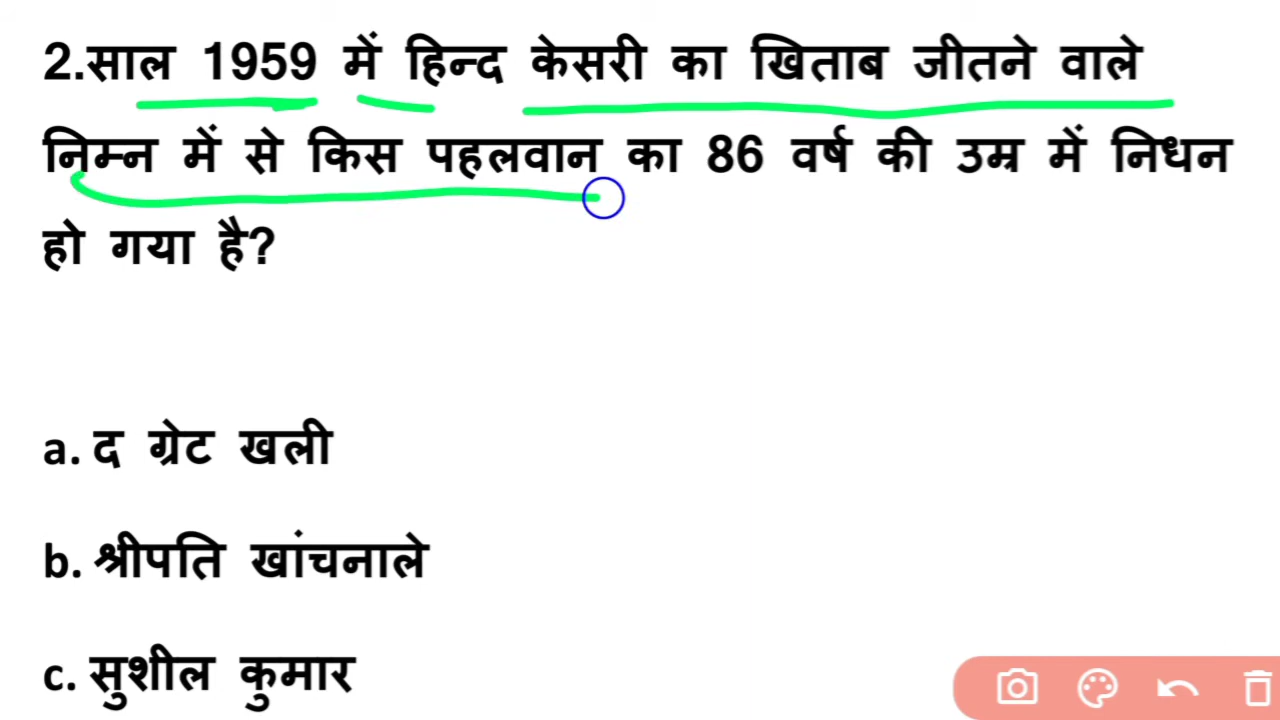 2.साल 1959 में हिन्द केसरी का खिताब जीतने वाले
निम्न में से किस पहलवान का 86 वर्ष की उम्र में निधन
हो गया है?
a. द ग्रेट खली
b. श्रीपति खांचनाले
c. सुशील कुमार